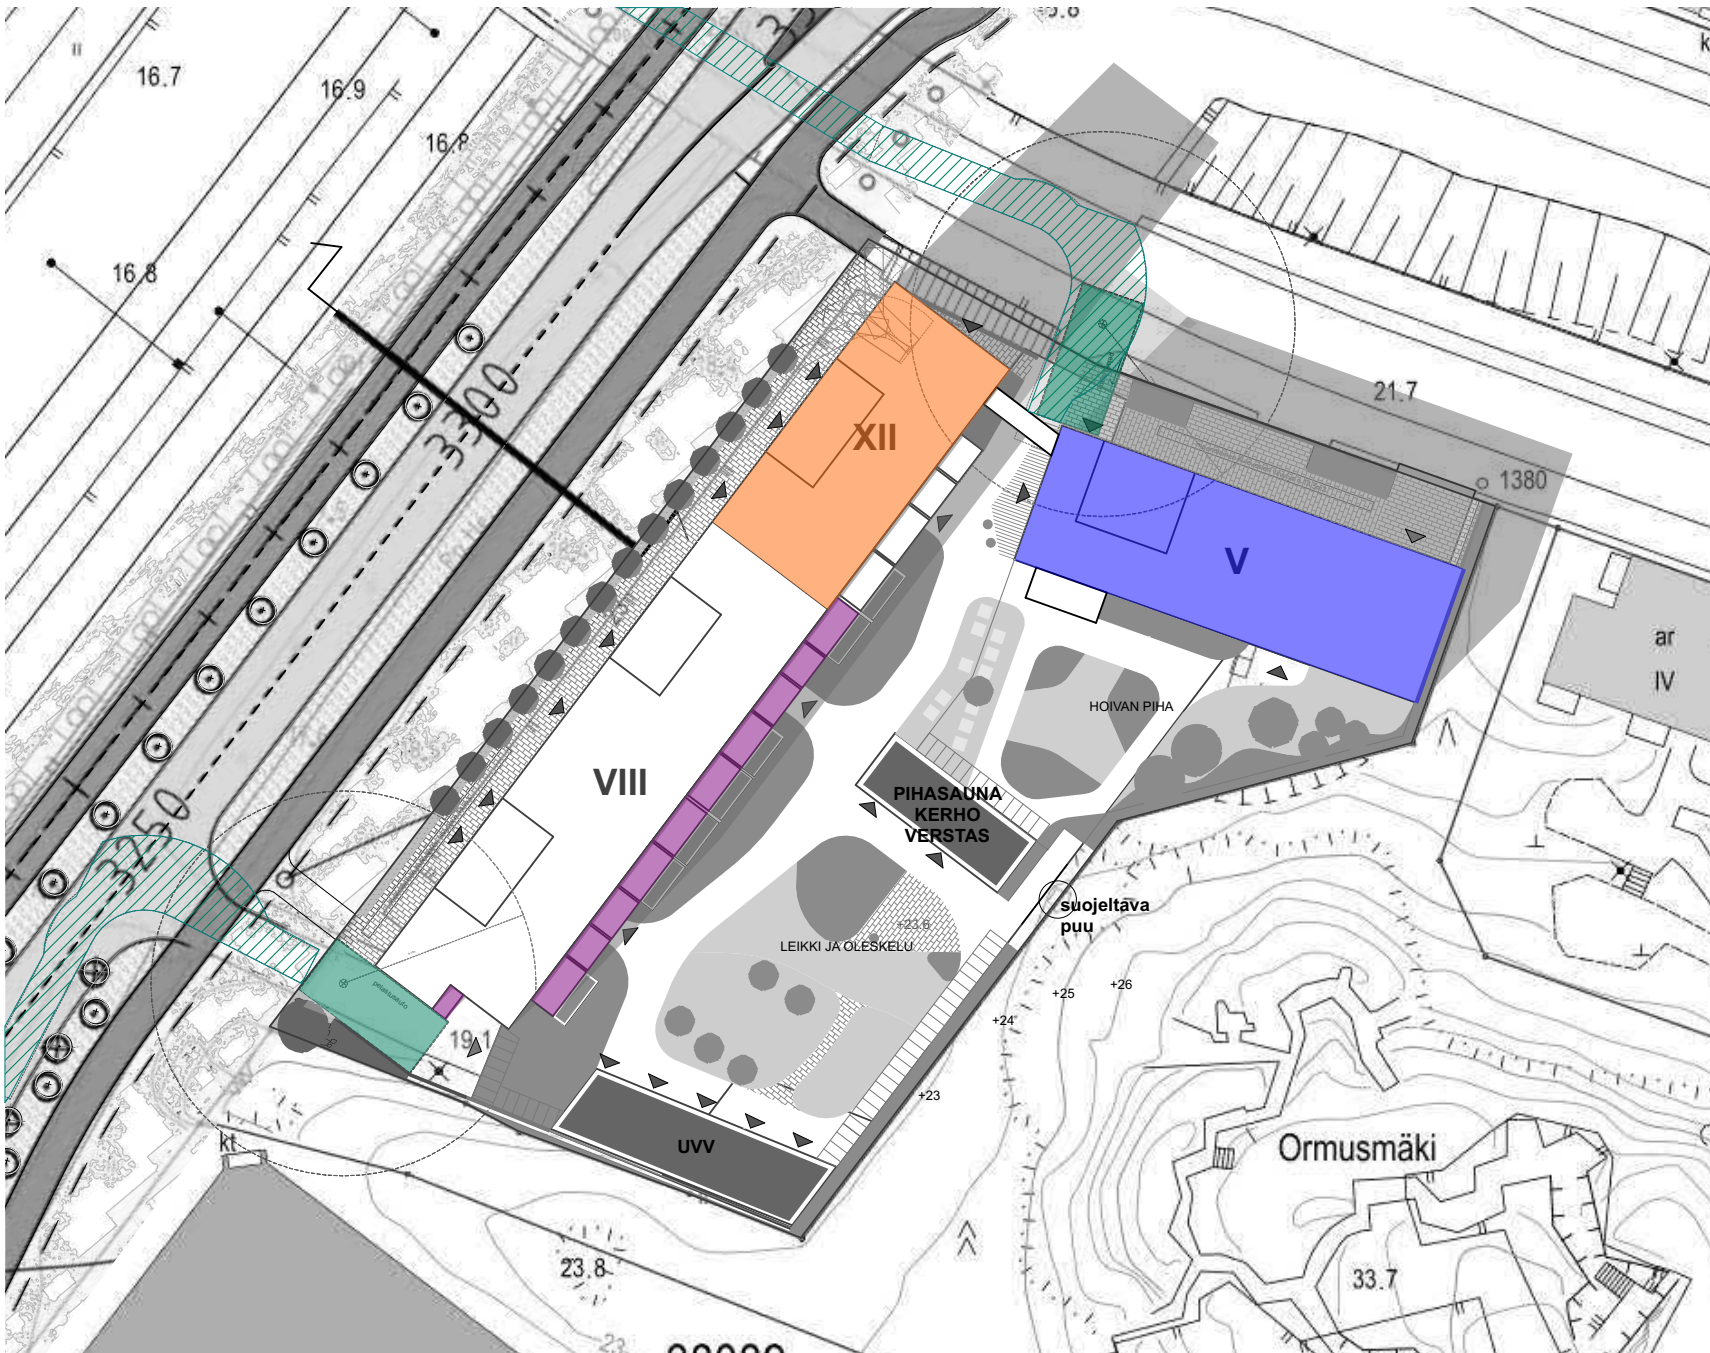 16.7
16.9
16.8
16.8
3300
XII
21.7
1380
V
ar
IV
VIII
HOIVAN PIHA
PIHASAUNA
KERHO
VERSTAS
3250
suojeltava
puu
+23.6
LEIKKI JA OLESKELU
pelastusauto
+26
+25
+24
19.1
+23
kt
UVV
Ormusmäki
23.8
33.7